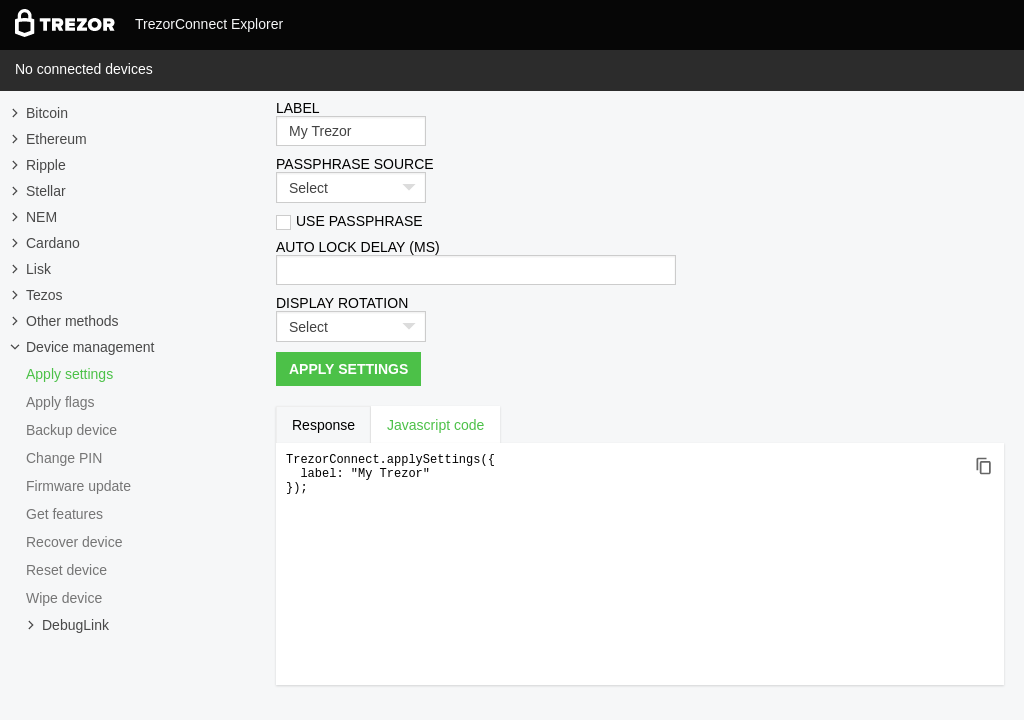 TREZOR TrezorConnect Explorer
No connected devices
Bitcoin
Ethereum
Ripple
Stellar
NEM
Cardano
Lisk
Tezos
Other methods
Device management
Apply settings
Apply flags
Backup device
Change PIN
Firmware update
Get features
Recover device
Reset device
Wipe device
DebugLink
LABEL
My Trezor
PASSPHRASE SOURCE
Select
USE PASSPHRASE
AUTO LOCK DELAY (MS)
DISPLAY ROTATION
Select
APPLY SETTINGS
Response Javascript code
TrezorConnect.applySettings({
  label: "My Trezor"
});